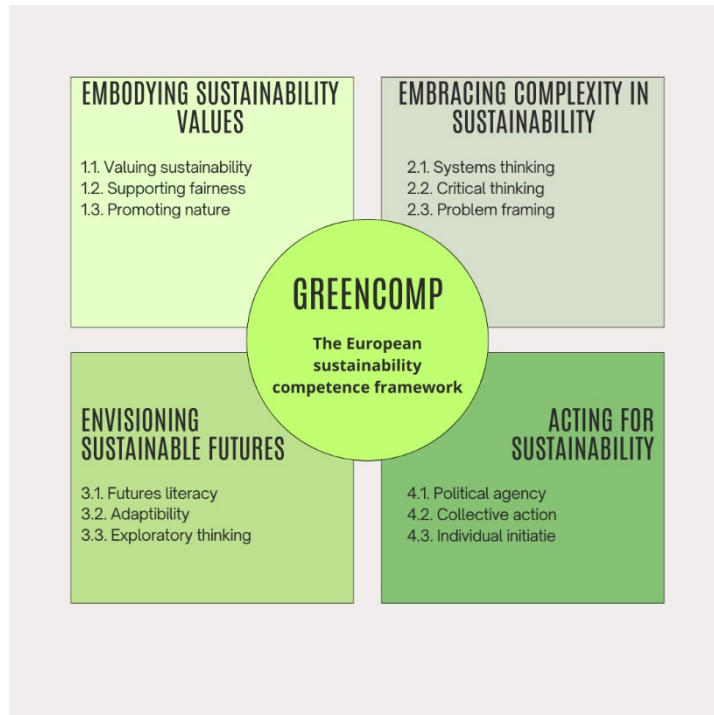 EMBODYING SUSTAINABILITY
VALUES
1.1. Valuing sustainability
1.2. Supporting fairness
1.3. Promoting nature
EMBRACING COMPLEXITY IN
SUSTAINABILITY
2.1. Systems thinking
2.2. Critical thinking
2.3. Problem framing
GREENCOMP
The European
sustainability
competence framework
ENVISIONING
SUSTAINABLE FUTURES
3.1. Futures literacy
3.2. Adaptibility
3.3. Exploratory thinking
ACTING FOR
SUSTAINABILITY
4.1. Political agency
4.2. Collective action
4.3. Individual initiatie